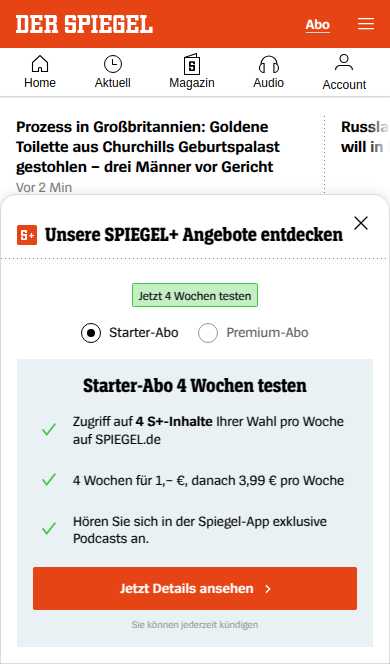 DER SPIEGEL
Abo
Home
Aktuell
Magazin
Audio
Account
Prozess in Großbritannien: Goldene
Toilette aus Churchills Geburtspalast
gestohlen – drei Männer vor Gericht
Vor 2 Min
will in
S+ Unsere SPIEGEL+ Angebote entdecken
Jetzt 4 Wochen testen
Starter-Abo
Premium-Abo
Starter-Abo 4 Wochen testen
Zugriff auf 4 S+-Inhalte Ihrer Wahl pro Woche
auf SPIEGEL.de
4 Wochen für 1,– €, danach 3,99 € pro Woche
Hören Sie sich in der Spiegel-App exklusive
Podcasts an.
Jetzt Details ansehen
Sie können jederzeit kündigen